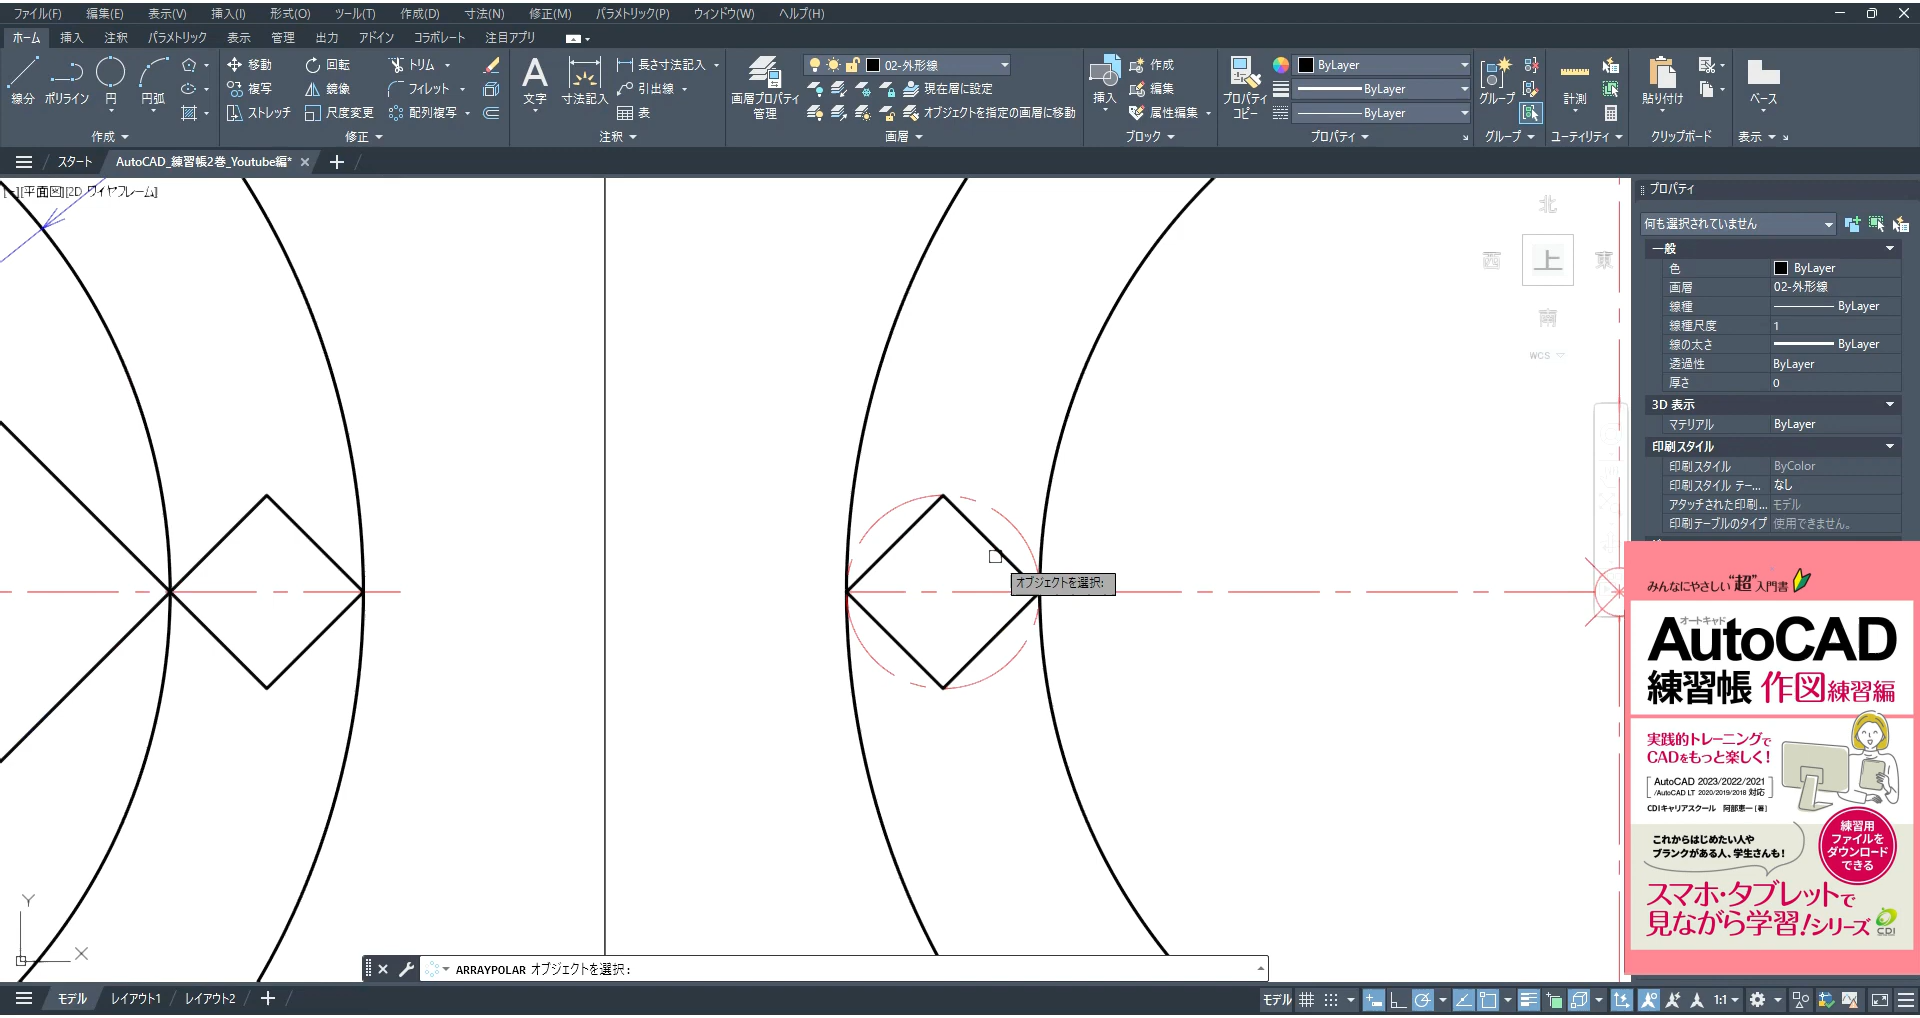 ファイル(F) 編集(E) 表示(V) 挿入(I) 形式(O) ツール(T) 作成(D) 寸法(N) 修正(M) パラメトリック(P) ウィンドウ(W) ヘルプ(H)
ホーム 挿入 注釈 パラメトリック 表示 管理 出力 アドイン コラボレート 注目アプリ
線分 ポリライン 円 円弧
作成
移動 回転 トリム
複写 鏡像 フィレット
ストレッチ 尺度変更 配列複写
修正
文字 寸法記入
長さ寸法記入
引出線
表
注釈
画層プロパティ管理
02-外形線
現在層に設定
オブジェクトを指定の画層に移動
画層
挿入
作成
編集
属性編集
ブロック
プロパティコピー
ByLayer
ByLayer
ByLayer
プロパティ
グループ
グループ
計測
ユーティリティ
貼り付け
クリップボード
ベース
表示
スタート AutoCAD_練習帳2巻_Youtube編*
[-][平面図][2D ワイヤフレーム]
北
西 上 東
南
WCS
オブジェクトを選択:
Y
X
ARRAYPOLAR オブジェクトを選択:
プロパティ
何も選択されていません
一般
色 ByLayer
画層 02-外形線
線種 ByLayer
線種尺度 1
線の太さ ByLayer
透過性 ByLayer
厚さ 0
3D 表示
マテリアル ByLayer
印刷スタイル
印刷スタイル ByColor
印刷スタイル テー... なし
アタッチされた印刷... モデル
印刷テーブルのタイプ 使用できません。
みんなにやさしい“超”入門書
オートキャド
AutoCAD
練習帳 作図練習編
実践的トレーニングで
CADをもっと楽しく!
AutoCAD 2023/2022/2021
/AutoCAD LT 2020/2019/2018 対応
CDIキャリアスクール 阿部恵一[著]
これからはじめたい人や
ブランクがある人、学生さんも!
練習用
ファイルを
ダウンロード
できる
スマホ・タブレットで
見ながら学習!シリーズ
CDI
モデル レイアウト1 レイアウト2
モデル 1:1